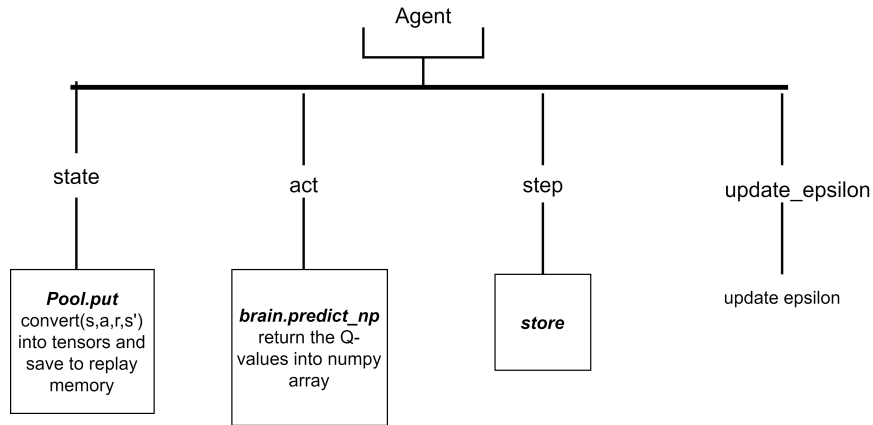 Agent
state
act
step
update_epsilon
Pool.put
convert(s,a,r,s')
into tensors and
save to replay
memory
brain.predict_np
return the Q-
values into numpy
array
store
update epsilon